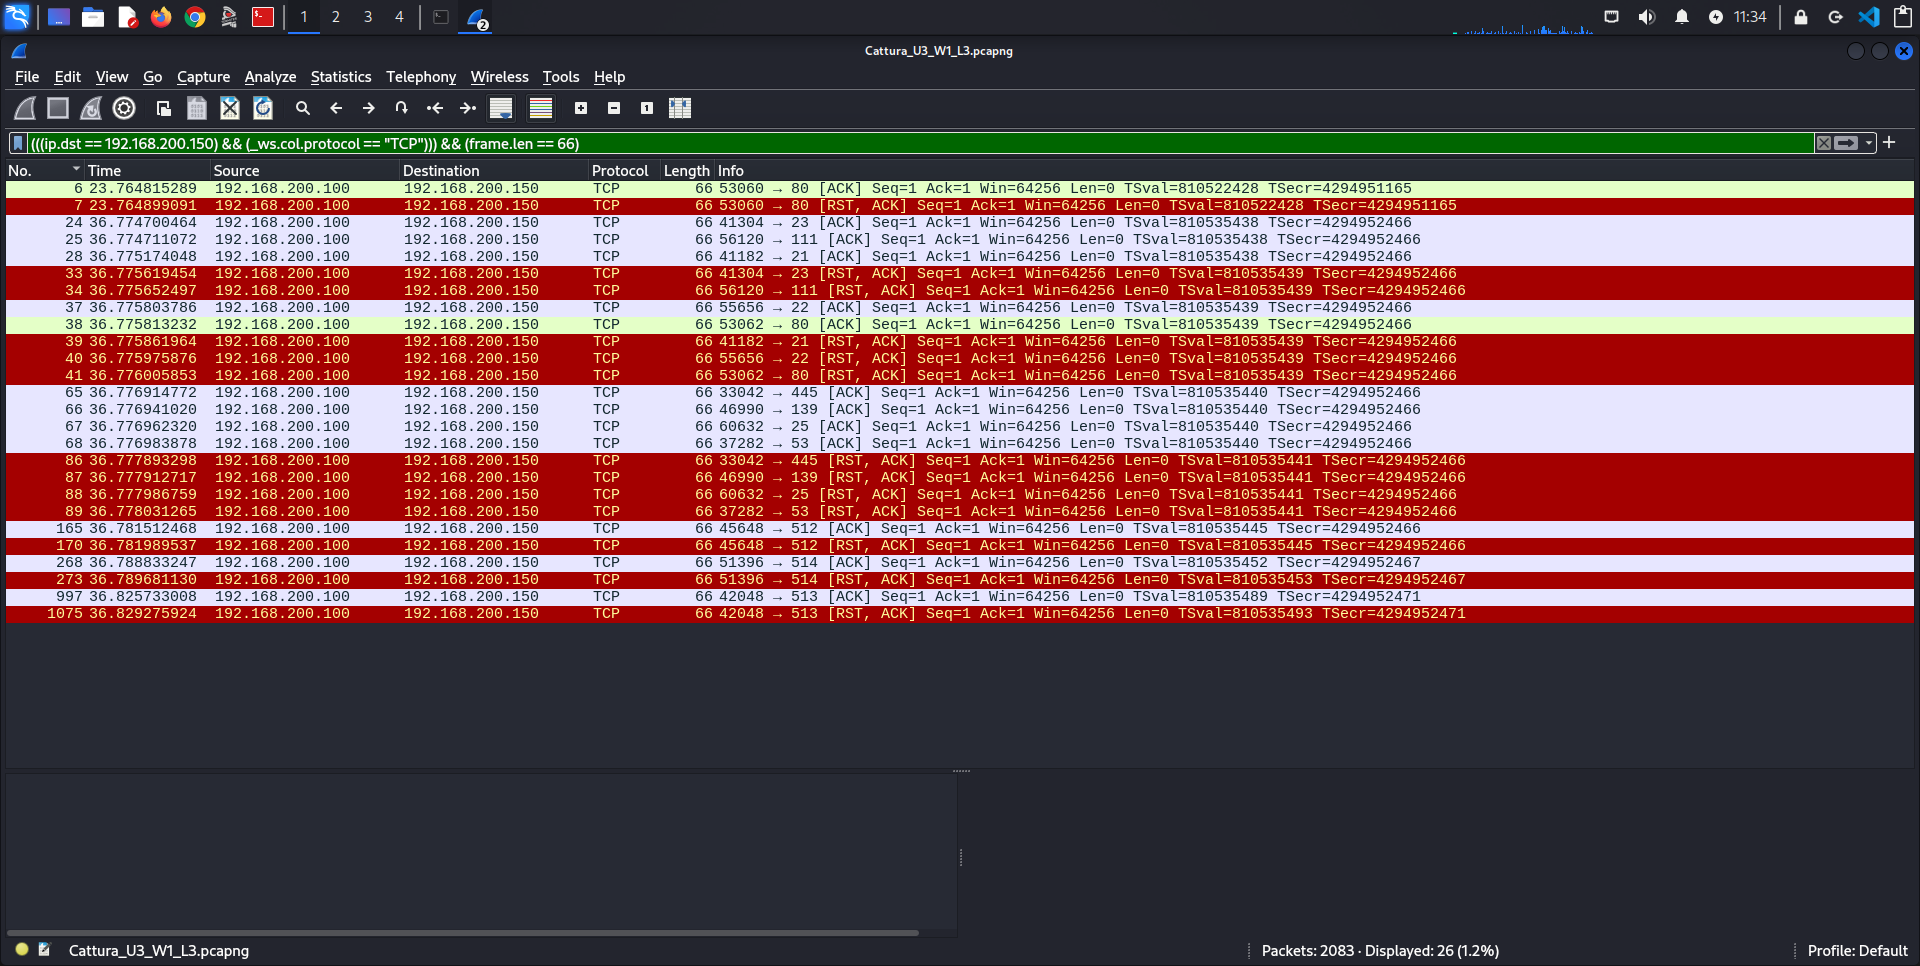 1 2 3 4 2 11:34
Cattura_U3_W1_L3.pcapng
File Edit View Go Capture Analyze Statistics Telephony Wireless Tools Help
(((ip.dst == 192.168.200.150) && (_ws.col.protocol == "TCP"))) && (frame.len == 66)
No. Time Source Destination Protocol Length Info
6 23.764815289 192.168.200.100 192.168.200.150 TCP 66 53060 → 80 [ACK] Seq=1 Ack=1 Win=64256 Len=0 TSval=810522428 TSecr=4294951165
7 23.764899091 192.168.200.100 192.168.200.150 TCP 66 53060 → 80 [RST, ACK] Seq=1 Ack=1 Win=64256 Len=0 TSval=810522428 TSecr=4294951165
24 36.774700464 192.168.200.100 192.168.200.150 TCP 66 41304 → 23 [ACK] Seq=1 Ack=1 Win=64256 Len=0 TSval=810535438 TSecr=4294952466
25 36.774711072 192.168.200.100 192.168.200.150 TCP 66 56120 → 111 [ACK] Seq=1 Ack=1 Win=64256 Len=0 TSval=810535438 TSecr=4294952466
28 36.775174048 192.168.200.100 192.168.200.150 TCP 66 41182 → 21 [ACK] Seq=1 Ack=1 Win=64256 Len=0 TSval=810535438 TSecr=4294952466
33 36.775619454 192.168.200.100 192.168.200.150 TCP 66 41304 → 23 [RST, ACK] Seq=1 Ack=1 Win=64256 Len=0 TSval=810535439 TSecr=4294952466
34 36.775652497 192.168.200.100 192.168.200.150 TCP 66 56120 → 111 [RST, ACK] Seq=1 Ack=1 Win=64256 Len=0 TSval=810535439 TSecr=4294952466
37 36.775803786 192.168.200.100 192.168.200.150 TCP 66 55656 → 22 [ACK] Seq=1 Ack=1 Win=64256 Len=0 TSval=810535439 TSecr=4294952466
38 36.775813232 192.168.200.100 192.168.200.150 TCP 66 53062 → 80 [ACK] Seq=1 Ack=1 Win=64256 Len=0 TSval=810535439 TSecr=4294952466
39 36.775861964 192.168.200.100 192.168.200.150 TCP 66 41182 → 21 [RST, ACK] Seq=1 Ack=1 Win=64256 Len=0 TSval=810535439 TSecr=4294952466
40 36.775975876 192.168.200.100 192.168.200.150 TCP 66 55656 → 22 [RST, ACK] Seq=1 Ack=1 Win=64256 Len=0 TSval=810535439 TSecr=4294952466
41 36.776005853 192.168.200.100 192.168.200.150 TCP 66 53062 → 80 [RST, ACK] Seq=1 Ack=1 Win=64256 Len=0 TSval=810535439 TSecr=4294952466
65 36.776914772 192.168.200.100 192.168.200.150 TCP 66 33042 → 445 [ACK] Seq=1 Ack=1 Win=64256 Len=0 TSval=810535440 TSecr=4294952466
66 36.776941020 192.168.200.100 192.168.200.150 TCP 66 46990 → 139 [ACK] Seq=1 Ack=1 Win=64256 Len=0 TSval=810535440 TSecr=4294952466
67 36.776962320 192.168.200.100 192.168.200.150 TCP 66 60632 → 25 [ACK] Seq=1 Ack=1 Win=64256 Len=0 TSval=810535440 TSecr=4294952466
68 36.776983878 192.168.200.100 192.168.200.150 TCP 66 37282 → 53 [ACK] Seq=1 Ack=1 Win=64256 Len=0 TSval=810535440 TSecr=4294952466
86 36.777893298 192.168.200.100 192.168.200.150 TCP 66 33042 → 445 [RST, ACK] Seq=1 Ack=1 Win=64256 Len=0 TSval=810535441 TSecr=4294952466
87 36.777912717 192.168.200.100 192.168.200.150 TCP 66 46990 → 139 [RST, ACK] Seq=1 Ack=1 Win=64256 Len=0 TSval=810535441 TSecr=4294952466
88 36.777986759 192.168.200.100 192.168.200.150 TCP 66 60632 → 25 [RST, ACK] Seq=1 Ack=1 Win=64256 Len=0 TSval=810535441 TSecr=4294952466
89 36.778031265 192.168.200.100 192.168.200.150 TCP 66 37282 → 53 [RST, ACK] Seq=1 Ack=1 Win=64256 Len=0 TSval=810535441 TSecr=4294952466
165 36.781512468 192.168.200.100 192.168.200.150 TCP 66 45648 → 512 [ACK] Seq=1 Ack=1 Win=64256 Len=0 TSval=810535445 TSecr=4294952466
170 36.781989537 192.168.200.100 192.168.200.150 TCP 66 45648 → 512 [RST, ACK] Seq=1 Ack=1 Win=64256 Len=0 TSval=810535445 TSecr=4294952466
268 36.788833247 192.168.200.100 192.168.200.150 TCP 66 51396 → 514 [ACK] Seq=1 Ack=1 Win=64256 Len=0 TSval=810535452 TSecr=4294952467
273 36.789681130 192.168.200.100 192.168.200.150 TCP 66 51396 → 514 [RST, ACK] Seq=1 Ack=1 Win=64256 Len=0 TSval=810535453 TSecr=4294952467
997 36.825733008 192.168.200.100 192.168.200.150 TCP 66 42048 → 513 [ACK] Seq=1 Ack=1 Win=64256 Len=0 TSval=810535489 TSecr=4294952471
1075 36.829275924 192.168.200.100 192.168.200.150 TCP 66 42048 → 513 [RST, ACK] Seq=1 Ack=1 Win=64256 Len=0 TSval=810535493 TSecr=4294952471
Cattura_U3_W1_L3.pcapng Packets: 2083 · Displayed: 26 (1.2%) Profile: Default